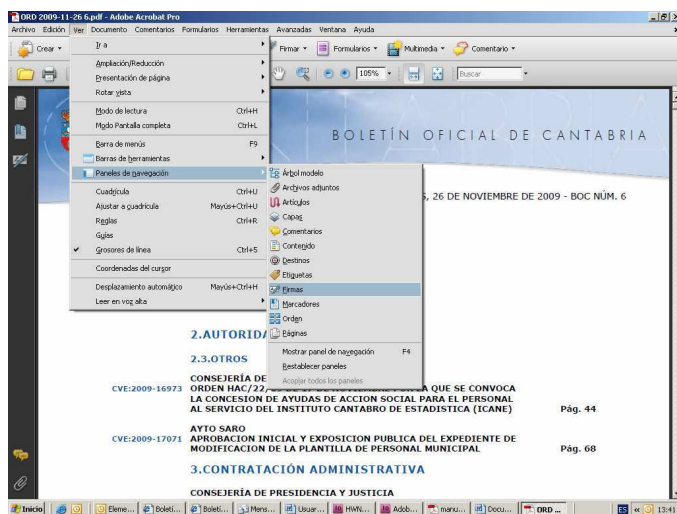 ORD 2009-11-26 6.pdf - Adobe Acrobat Pro
Archivo Edición Ver Documento Comentarios Formularios Herramientas Avanzadas Ventana Ayuda
Crear Firmar Formularios Multimedia Comentario
105% Buscar
Ir a
Ampliación/Reducción
Presentación de página
Rotar vista
Modo de lectura Ctrl+H
Modo Pantalla completa Ctrl+L
Barra de menús F9
Barras de herramientas
Paneles de navegación
Cuadrícula Ctrl+U
Ajustar a cuadrícula Mayús+Ctrl+U
Reglas Ctrl+R
Guías
Grosores de línea Ctrl+5
Coordenadas del cursor
Desplazamiento automático Mayús+Ctrl+H
Leer en voz alta
Árbol modelo
Archivos adjuntos
Artículos
Capas
Comentarios
Contenido
Destinos
Etiquetas
Firmas
Marcadores
Orden
Páginas
Mostrar panel de navegación F4
Restablecer paneles
Acoplar todos los paneles
BOLETÍN OFICIAL DE CANTABRIA
, 26 DE NOVIEMBRE DE 2009 - BOC NÚM. 6
2.AUTORIDA
2.3.OTROS
CONSEJERÍA DE
CVE:2009-16973 ORDEN HAC/22, A QUE SE CONVOCA
LA CONCESION DE AYUDAS DE ACCION SOCIAL PARA EL PERSONAL
AL SERVICIO DEL INSTITUTO CANTABRO DE ESTADISTICA (ICANE) Pág. 44
AYTO SARO
CVE:2009-17071 APROBACION INICIAL Y EXPOSICION PUBLICA DEL EXPEDIENTE DE
MODIFICACION DE LA PLANTILLA DE PERSONAL MUNICIPAL Pág. 68
3.CONTRATACIÓN ADMINISTRATIVA
CONSEJERÍA DE PRESIDENCIA Y JUSTICIA
Inicio Eleme... Boletí... Boletí... Mens... Usuar... HWN... Adob... manu... Docu... ORD ... ES 13:41